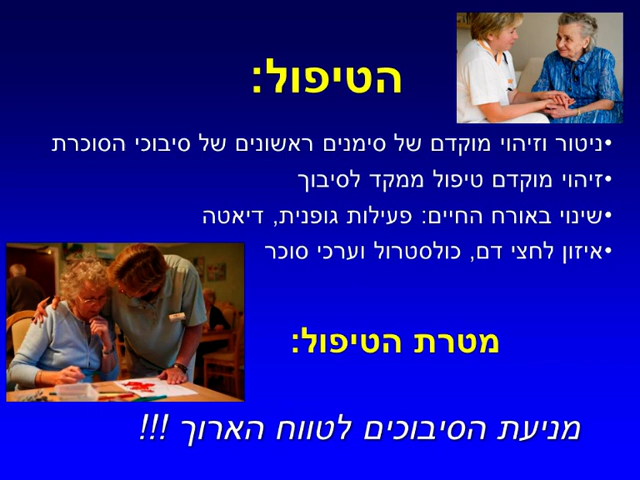 הטיפול:
•ניטור וזיהוי מוקדם של סימנים ראשונים של סיבוכי הסוכרת
•זיהוי מוקדם טיפול ממקד לסיבוך
•שינוי באורח החיים: פעילות גופנית, דיאטה
•איזון לחצי דם, כולסטרול וערכי סוכר
מטרת הטיפול:
מניעת הסיבוכים לטווח הארוך !!!